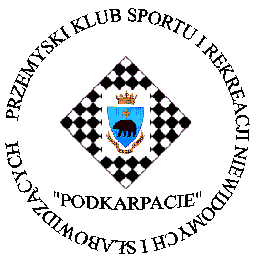 PRZEMYSKI KLUB SPORTU I REKREACJI NIEWIDOMYCH I SŁABOWIDZĄCYCH
"PODKARPACIE"